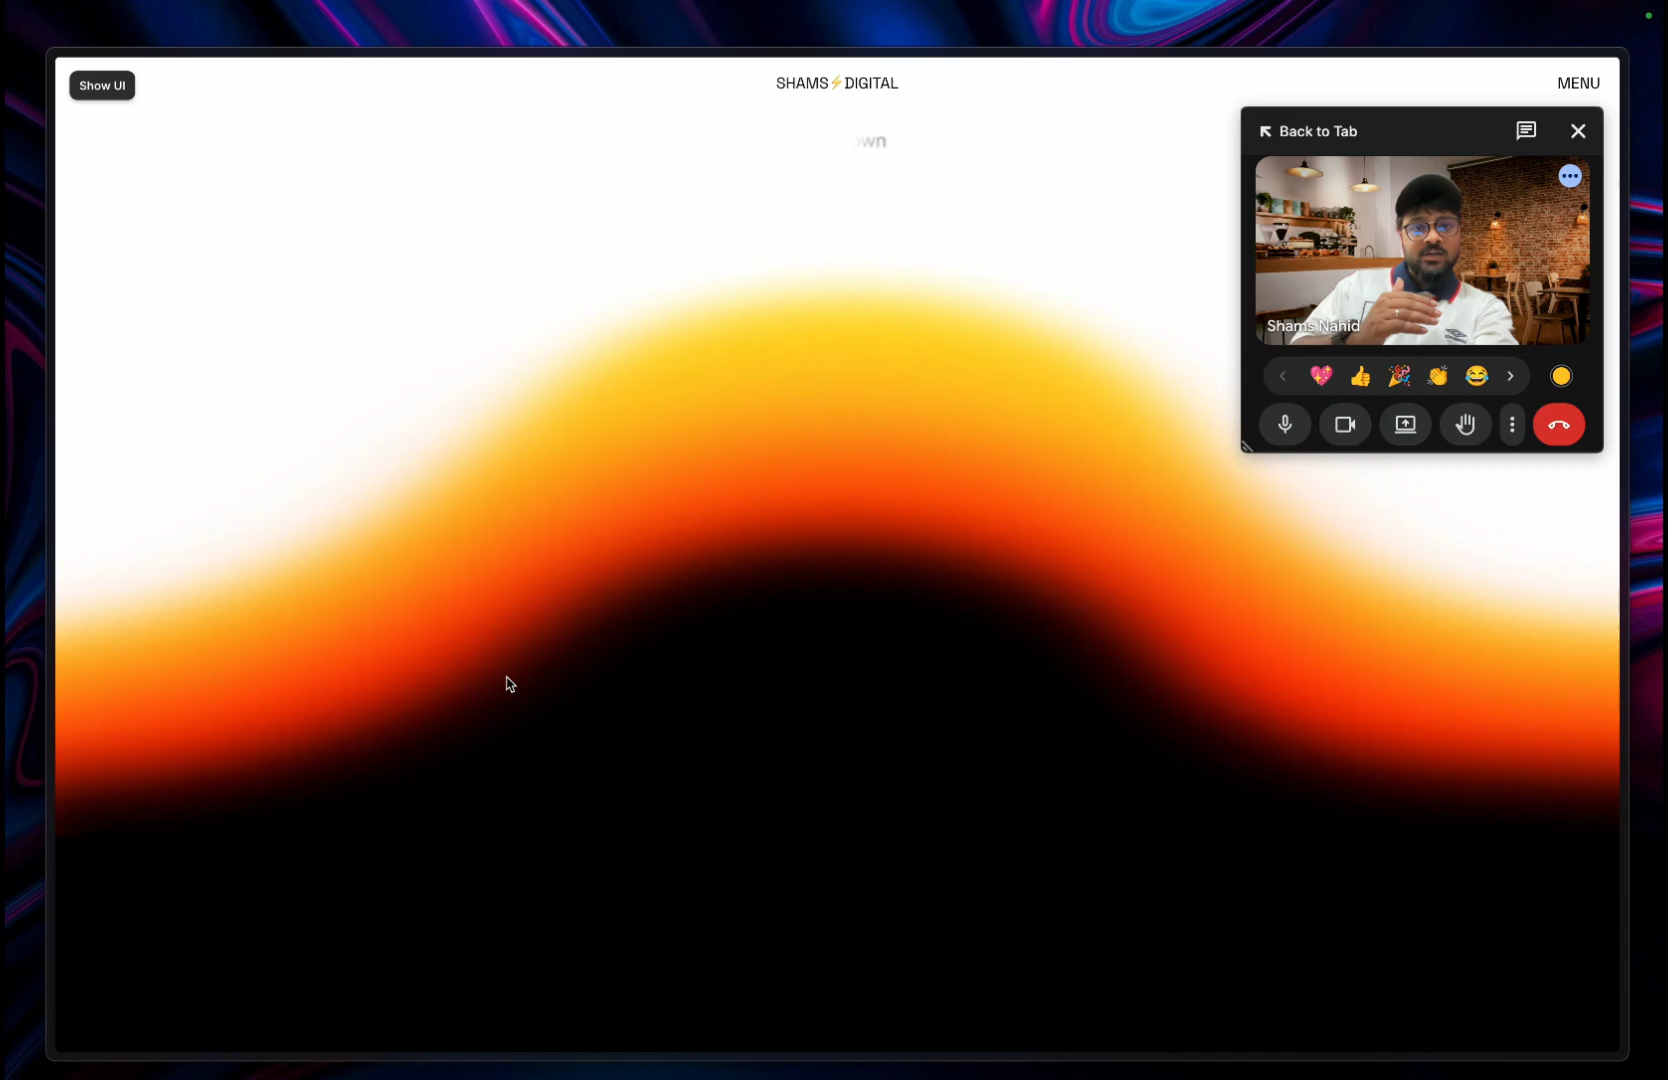 Show UI
SHAMS⚡DIGITAL
MENU
Back to Tab
Shams Nahid